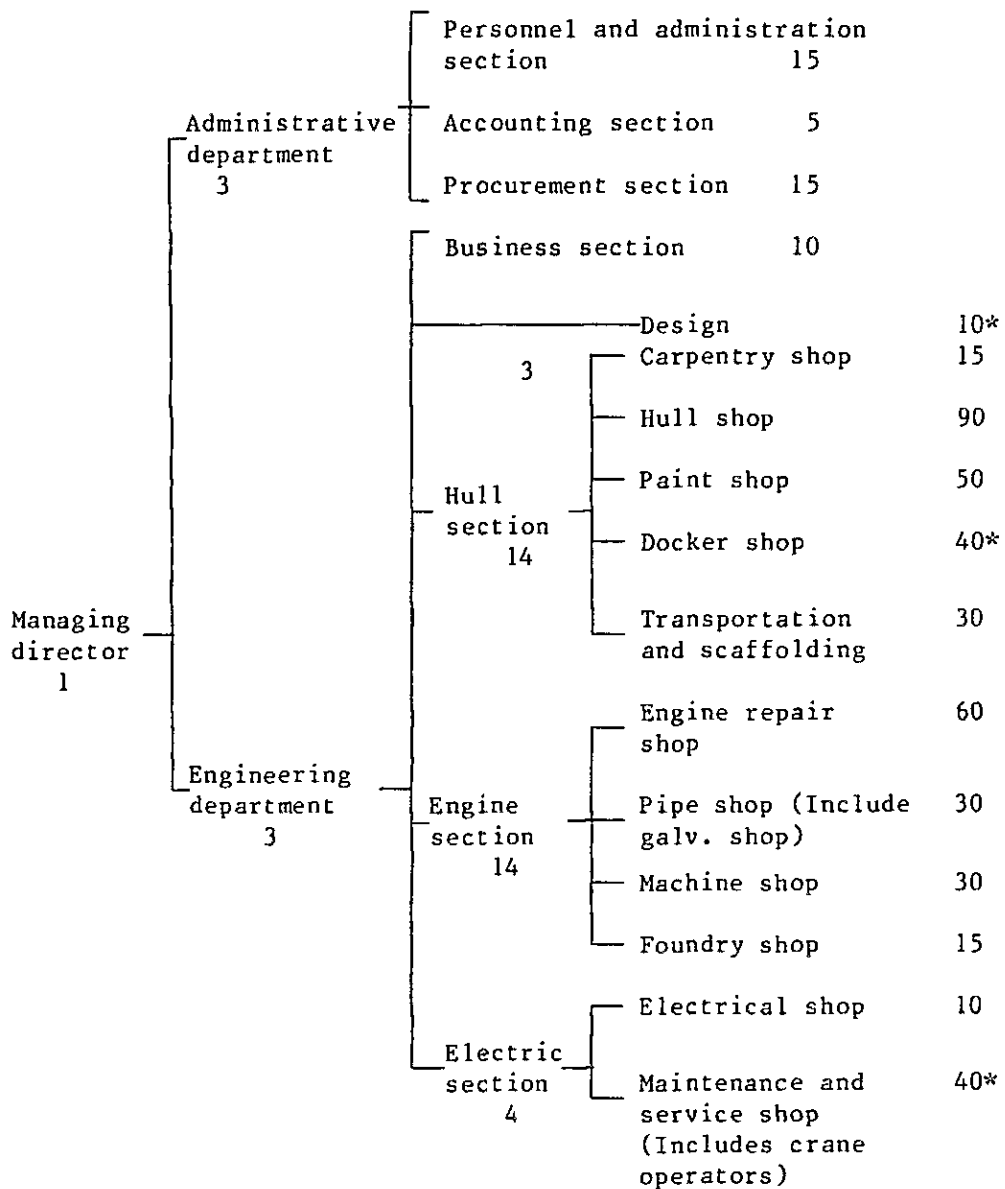 Personnel and administration
section 15
Administrative
department
3
Accounting section 5
Procurement section 15
Business section 10
Design 10*
3
Carpentry shop 15
Hull shop 90
Paint shop 50
Hull
section
14
Docker shop 40*
Transportation 30
and scaffolding
Managing
director
1
Engineering
department
3
Engine repair 60
shop
Engine
section
14
Pipe shop (Include 30
galv. shop)
Machine shop 30
Foundry shop 15
Electrical shop 10
Electric
section
4
Maintenance and 40*
service shop
(Includes crane
operators)